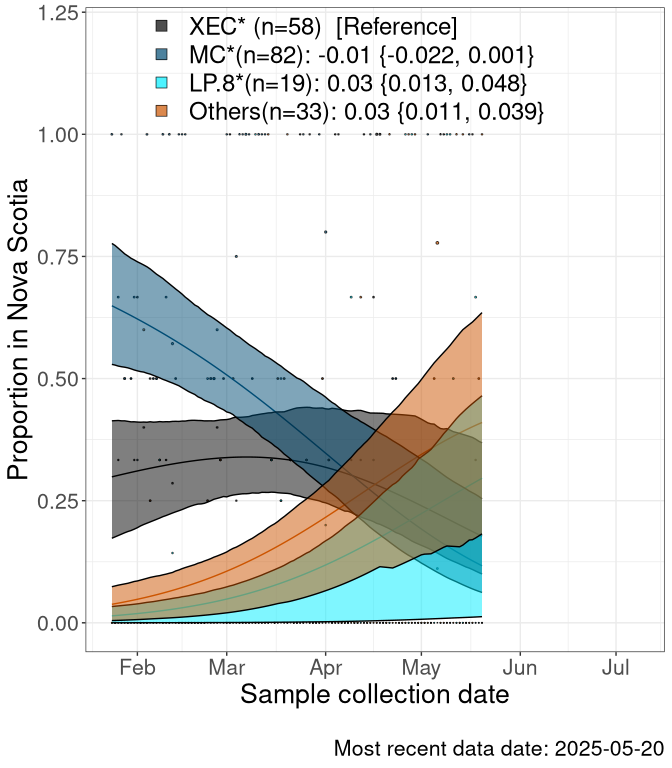 XEC* (n=58) [Reference]
MC*(n=82): -0.01 {-0.022, 0.001}
LP.8*(n=19): 0.03 {0.013, 0.048}
Others(n=33): 0.03 {0.011, 0.039}
Proportion in Nova Scotia
1.25
1.00
0.75
0.50
0.25
0.00
Feb Mar Apr May Jun Jul
Sample collection date
Most recent data date: 2025-05-20